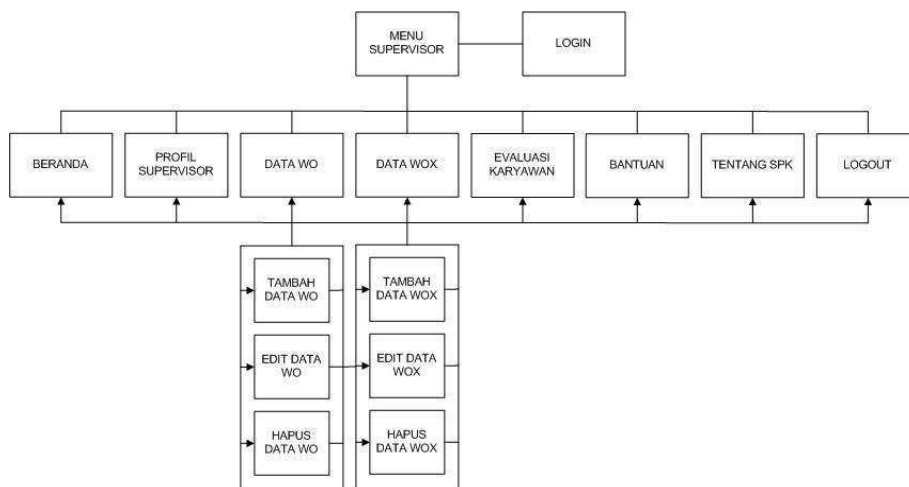 MENU
SUPERVISOR
LOGIN
BERANDA
PROFIL
SUPERVISOR
DATA WO
DATA WOX
EVALUASI
KARYAWAN
BANTUAN
TENTANG SPK
LOGOUT
TAMBAH
DATA WO
TAMBAH
DATA WOX
EDIT DATA
WO
EDIT DATA
WOX
HAPUS
DATA WO
HAPUS
DATA WOX